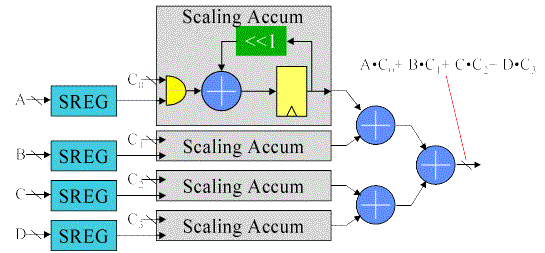 Scaling Accum
<<1
A•C0+ B•C1+ C•C2+ D•C3
C0
A
SREG
C1
B
SREG
Scaling Accum
C2
C
SREG
Scaling Accum
C3
D
SREG
Scaling Accum